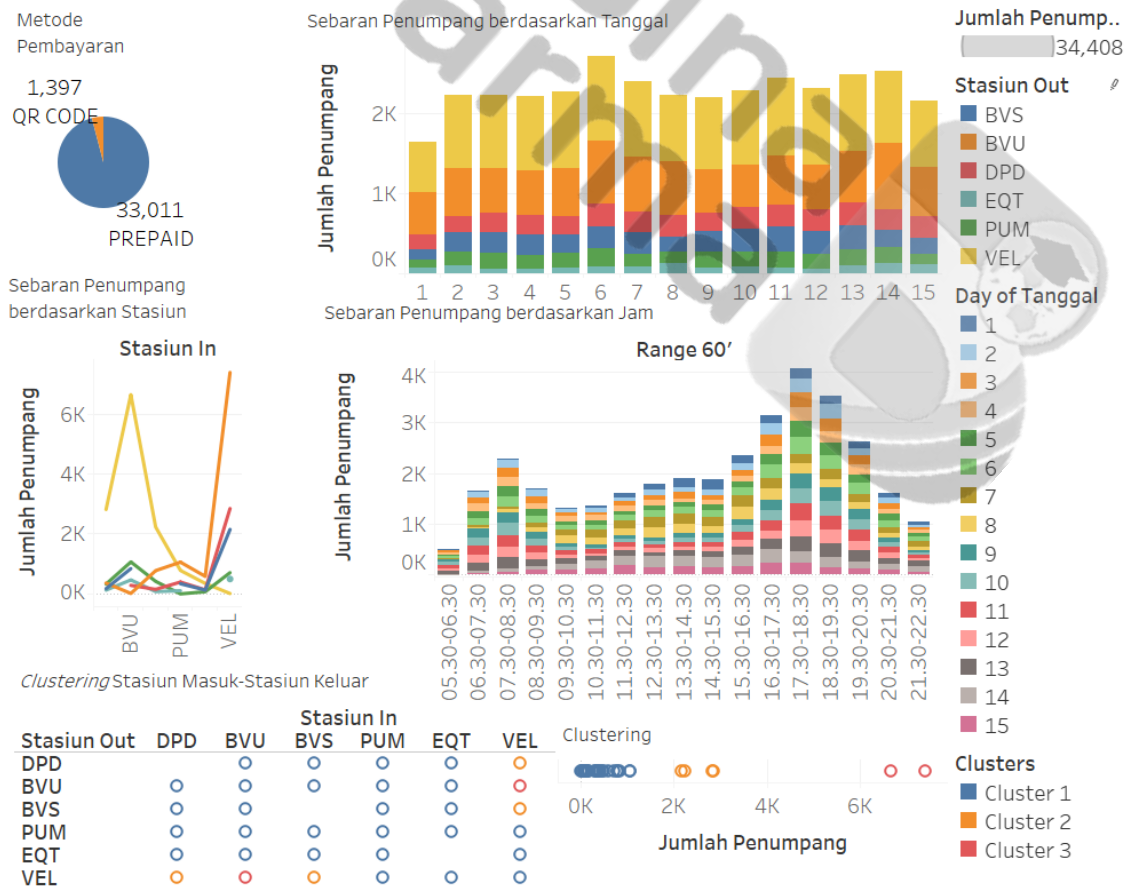 Metode
Pembayaran
1,397
QR CODE
33,011
PREPAID
Sebaran Penumpang berdasarkan Tanggal
Jumlah Penumpang
2K
1K
0K
1 2 3 4 5 6 7 8 9 10 11 12 13 14 15
Jumlah Penump..
34,408
Stasiun Out
BVS
BVU
DPD
EQT
PUM
VEL
Day of Tanggal
1
2
3
4
5
6
7
8
9
10
11
12
13
14
15
Sebaran Penumpang
berdasarkan Stasiun
Stasiun In
Jumlah Penumpang
6K
4K
2K
0K
BVU
PUM
VEL
Sebaran Penumpang berdasarkan Jam
Range 60′
Jumlah Penumpang
4K
3K
2K
1K
0K
05.30-06.30
06.30-07.30
07.30-08.30
08.30-09.30
09.30-10.30
10.30-11.30
11.30-12.30
12.30-13.30
13.30-14.30
14.30-15.30
15.30-16.30
16.30-17.30
17.30-18.30
18.30-19.30
19.30-20.30
20.30-21.30
21.30-22.30
Clustering Stasiun Masuk-Stasiun Keluar
Stasiun In
Stasiun Out DPD BVU BVS PUM EQT VEL
DPD
BVU
BVS
PUM
EQT
VEL
Clustering
0K 2K 4K 6K
Jumlah Penumpang
Clusters
Cluster 1
Cluster 2
Cluster 3